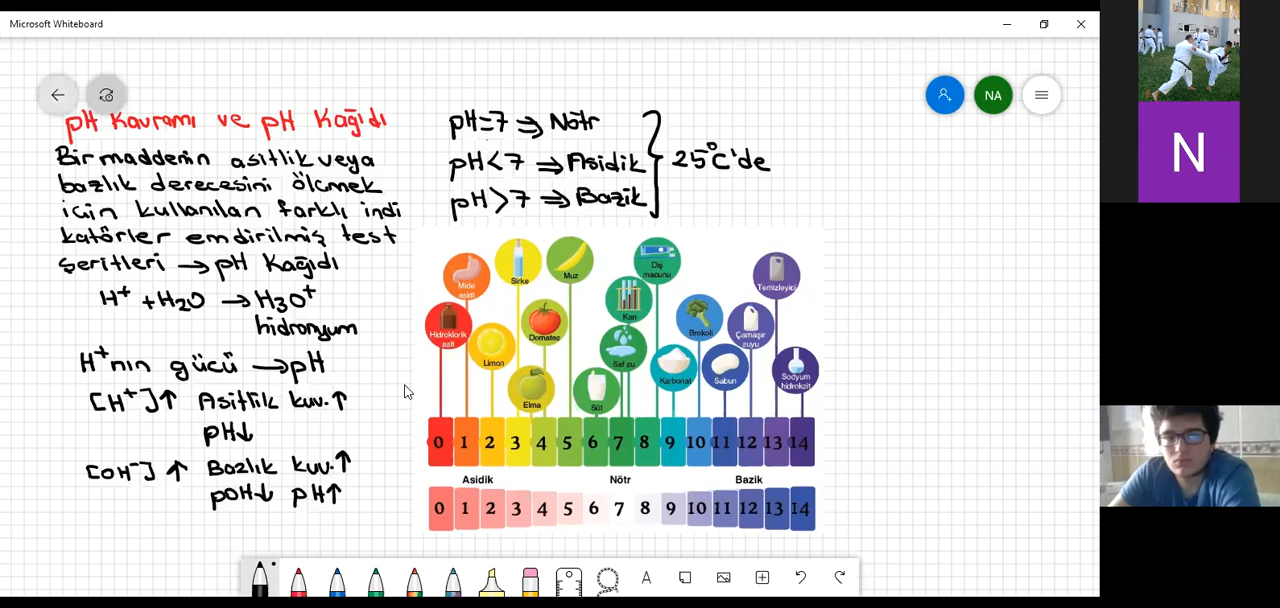 Microsoft Whiteboard
NA
N
pH Kavramı ve pH Kağıdı
Bir maddenin asitlik veya
bazlık derecesini ölçmek
için kullanılan farklı indi
katörler emdirilmiş test
şeritleri → pH Kağıdı
H⁺ + H2O → H3O⁺
hidronyum
H⁺nın gücü → pH
[H⁺]↑ Asitlik kuv.↑
pH↓
[OH⁻]↑ Bazlık kuv.↑
pOH↓ pH↑
pH=7 ⇒ Nötr
pH<7 ⇒ Asidik
pH>7 ⇒ Bazik
25°C'de
Mide asidi
Sirke
Muz
Diş macunu
Temizleyici
Kan
Hidroklorik asit
Limon
Domates
Saf su
Brokoli
Çamaşır suyu
Elma
Süt
Karbonat
Sabun
Sodyum hidroksit
0 1 2 3 4 5 6 7 8 9 10 11 12 13 14
Asidik Nötr Bazik
0 1 2 3 4 5 6 7 8 9 10 11 12 13 14
A